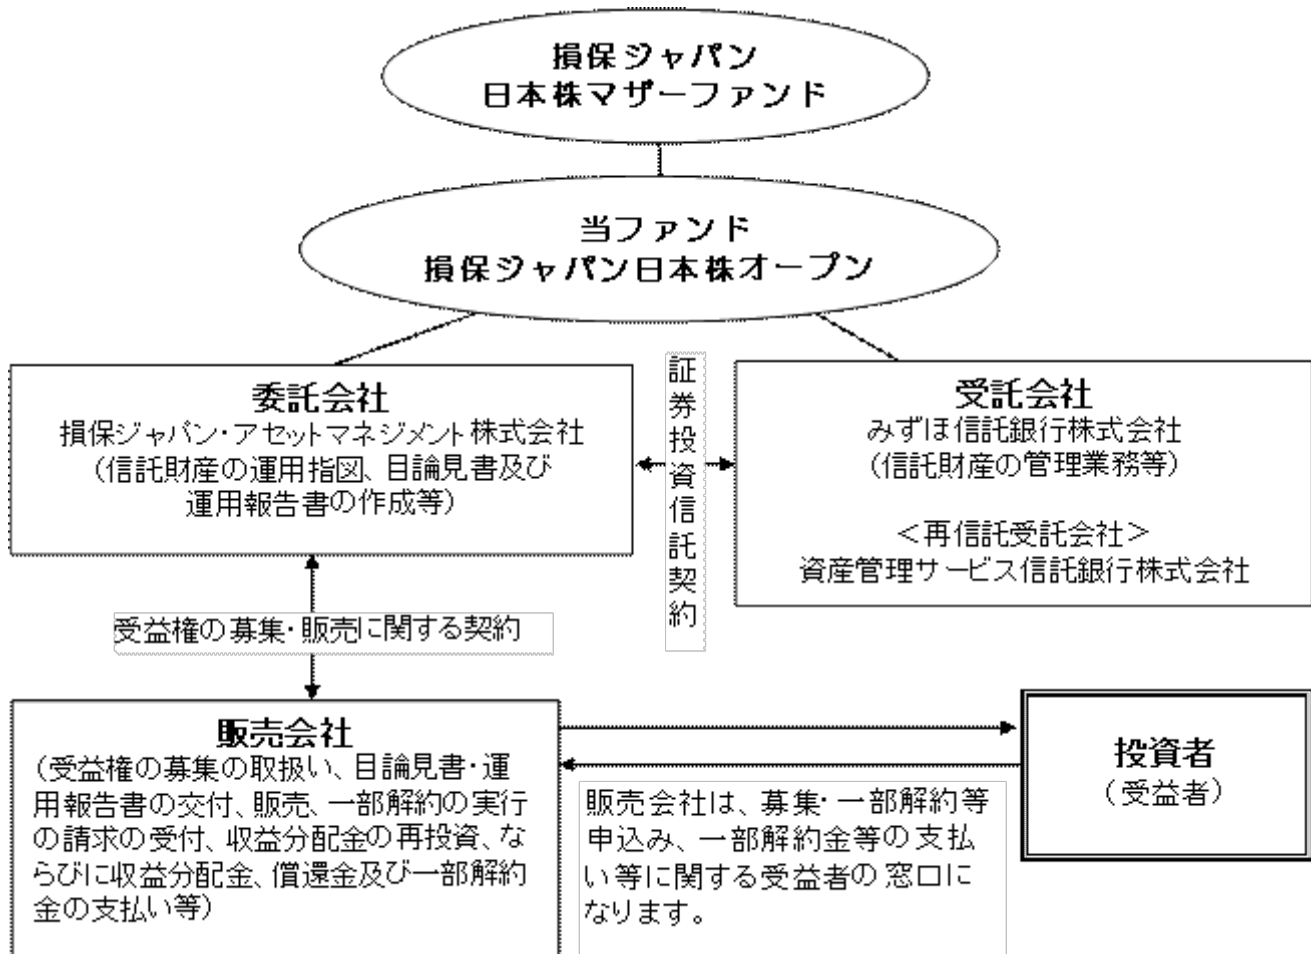 損保ジャパン
日本株マザーファンド
当ファンド
損保ジャパン日本株オープン
委託会社
損保ジャパン・アセットマネジメント株式会社
(信託財産の運用指図、目論見書及び
運用報告書の作成等)
証券投資信託契約
受託会社
みずほ信託銀行株式会社
(信託財産の管理業務等)
<再信託受託会社>
資産管理サービス信託銀行株式会社
受益権の募集・販売に関する契約
販売会社
(受益権の募集の取扱い、目論見書・運
用報告書の交付、販売、一部解約の実行
の請求の受付、収益分配金の再投資、な
らびに収益分配金、償還金及び一部解約
金の支払い等)
販売会社は、募集・一部解約等
申込み、一部解約金等の支払
い等に関する受益者の窓口に
なります。
投資者
(受益者)